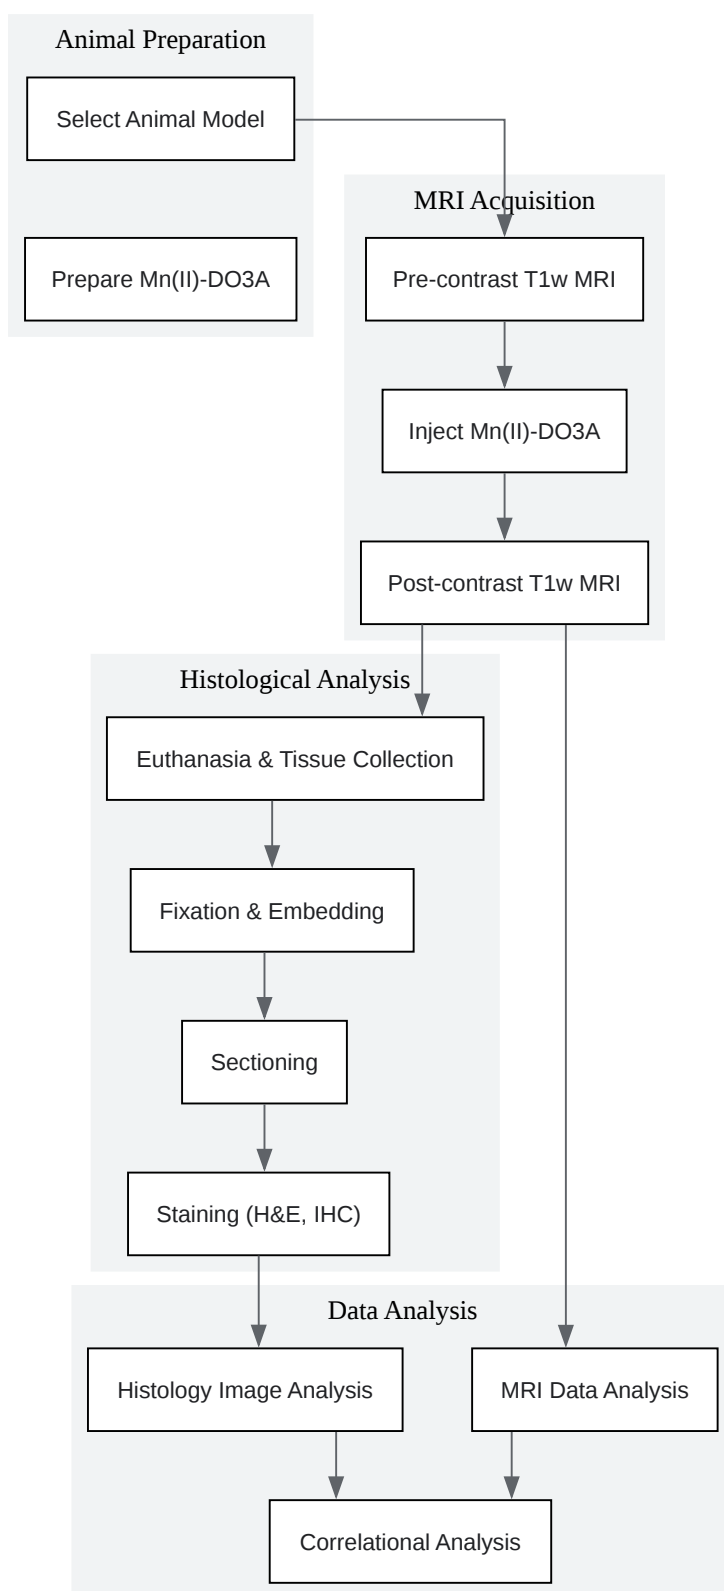 Animal Preparation
Select Animal Model
Prepare Mn(II)-DO3A
MRI Acquisition
Pre-contrast T1w MRI
Inject Mn(II)-DO3A
Post-contrast T1w MRI
Histological Analysis
Euthanasia & Tissue Collection
Fixation & Embedding
Sectioning
Staining (H&E, IHC)
Data Analysis
Histology Image Analysis
MRI Data Analysis
Correlational Analysis